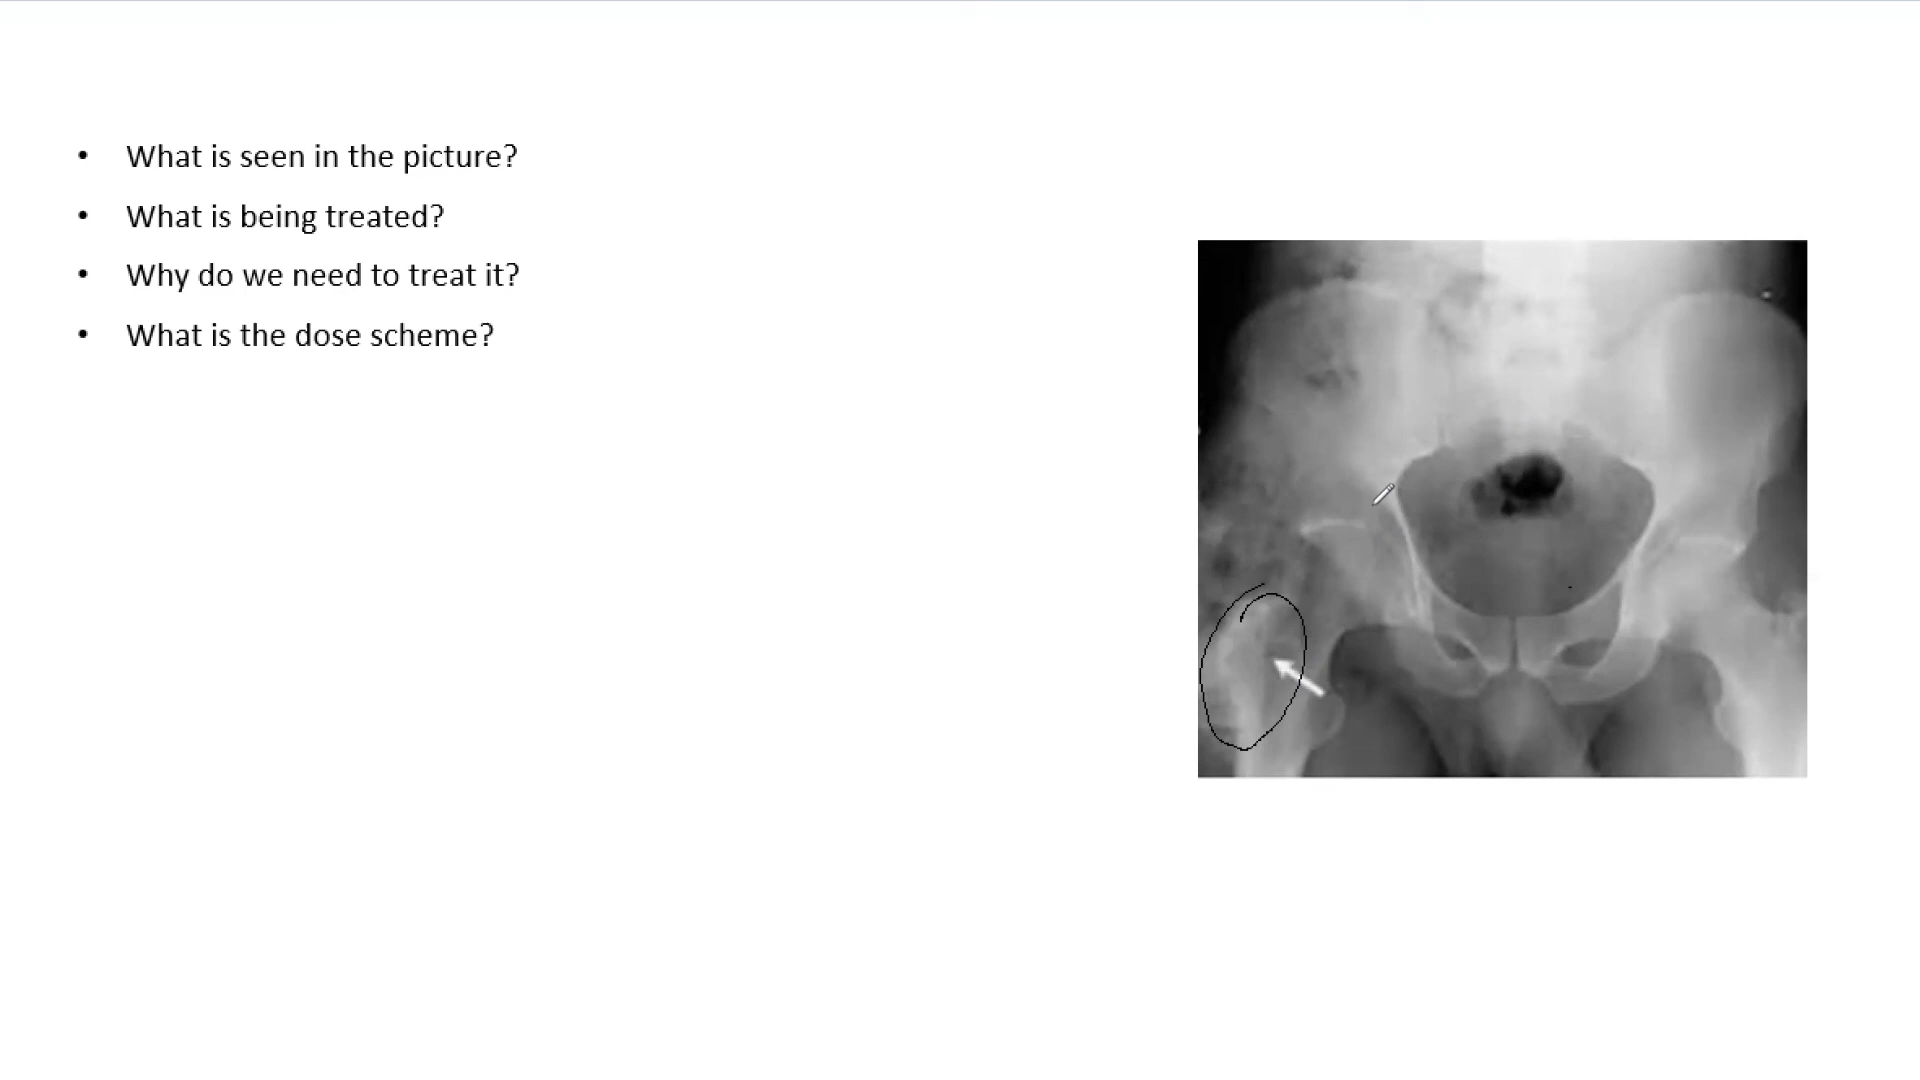 • What is seen in the picture?
• What is being treated?
• Why do we need to treat it?
• What is the dose scheme?